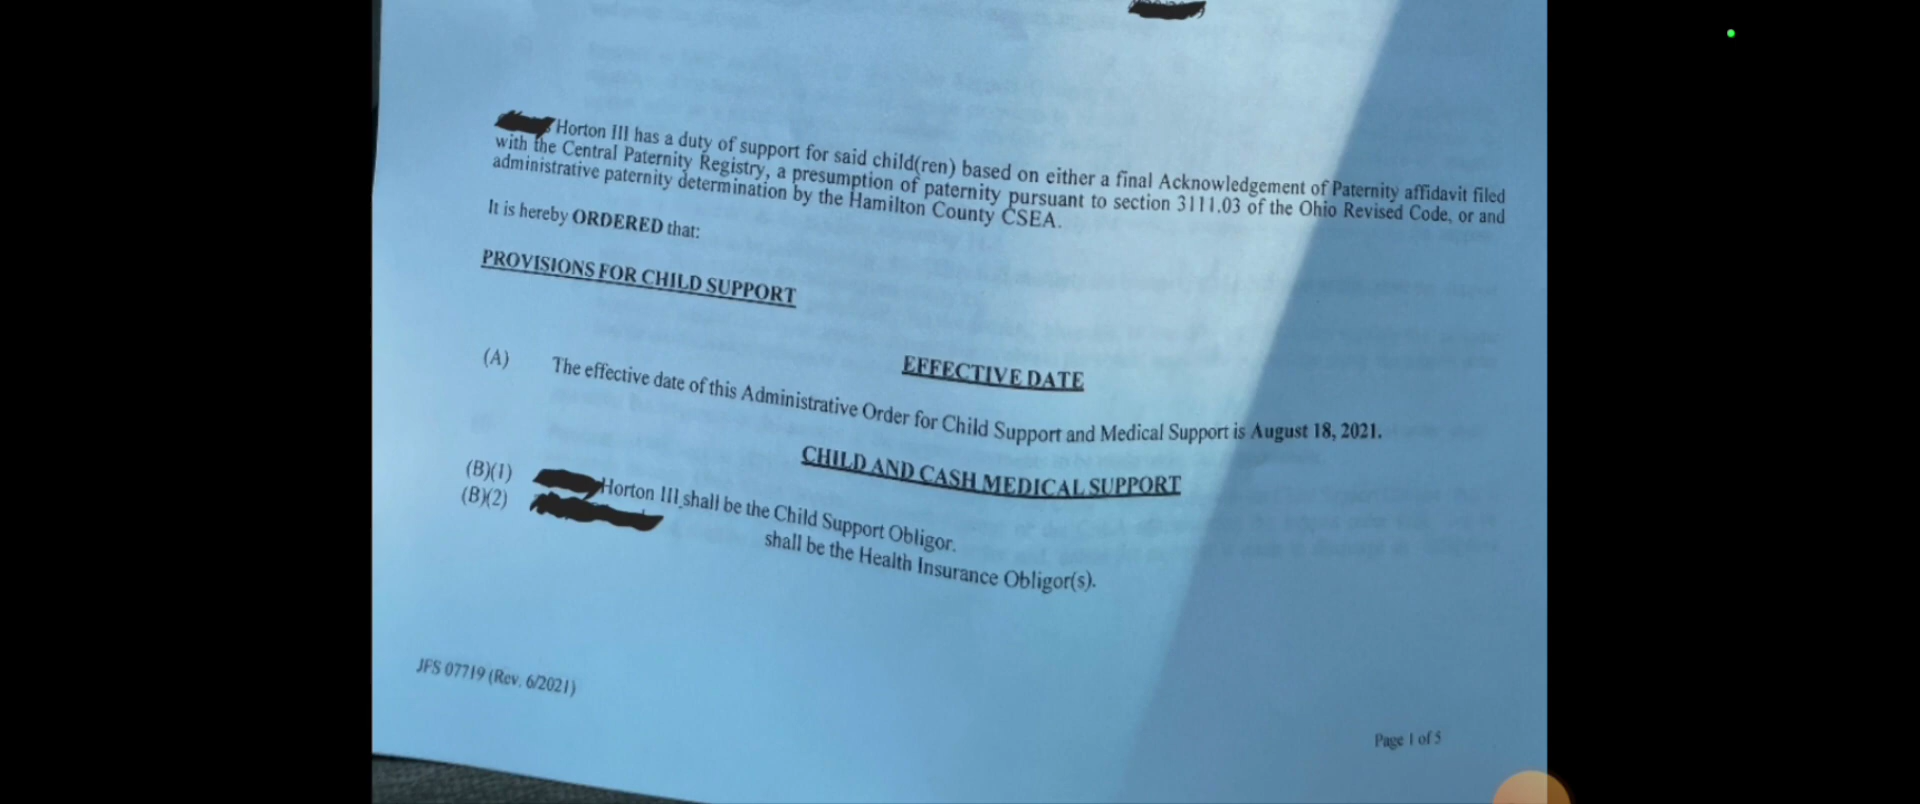 Horton III has a duty of support for said child(ren) based on either a final Acknowledgement of Paternity affidavit filed
with the Central Paternity Registry, a presumption of paternity pursuant to section 3111.03 of the Ohio Revised Code, or and
administrative paternity determination by the Hamilton County CSEA.
It is hereby ORDERED that:
PROVISIONS FOR CHILD SUPPORT
EFFECTIVE DATE
(A) The effective date of this Administrative Order for Child Support and Medical Support is August 18, 2021.
CHILD AND CASH MEDICAL SUPPORT
(B)(1) Horton III shall be the Child Support Obligor.
(B)(2) shall be the Health Insurance Obligor(s).
JFS 07719 (Rev. 6/2021)
Page 1 of 5